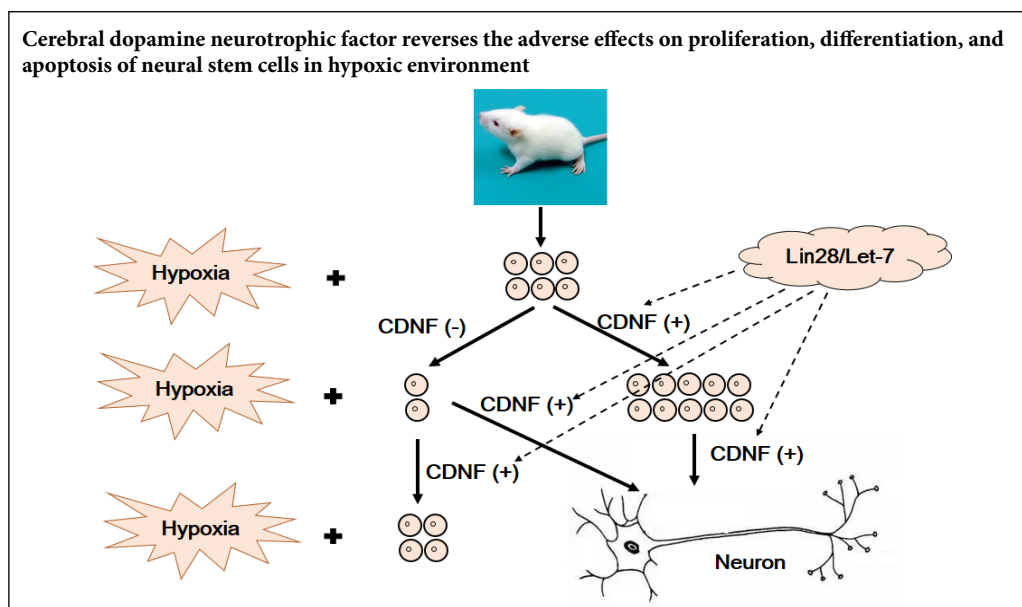 Cerebral dopamine neurotrophic factor reverses the adverse effects on proliferation, differentiation, and
apoptosis of neural stem cells in hypoxic environment
Hypoxia
Lin28/Let-7
CDNF (-)
CDNF (+)
Hypoxia
CDNF (+)
CDNF (+)
CDNF (+)
Hypoxia
Neuron